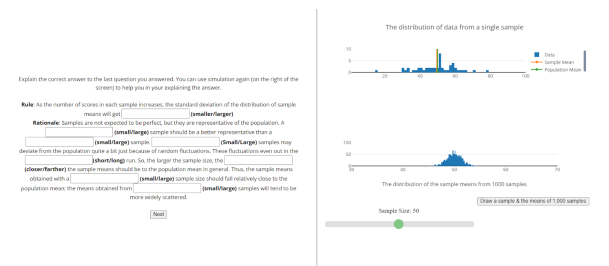 Explain the correct answer to the last question you answered. You can use simulation again (on the right of the
screen) to help you in your explaining the answer.
Rule: As the number of scores in each sample increases, the standard deviation of the distribution of sample
means will get (smaller/larger)
Rationale: Samples are not expected to be perfect, but they are representative of the population. A
(small/large) sample should be a better representative than a
(small/large) sample. (Small/Large) samples may
deviate from the population quite a bit just because of random fluctuations. These fluctuations even out in the
(short/long) run. So, the larger the sample size, the
(closer/farther) the sample means should be to the population mean in general. Thus, the sample means
obtained with a (small/large) sample size should fall relatively close to the
population mean; the means obtained from (small/large) samples will tend to be
more widely scattered.
Next
The distribution of data from a single sample
10
5
0
0 20 40 60 80 100
Data
Sample Mean
Population Mean
100
50
0
30 40 50 60 70
The distribution of the sample means from 1000 samples
Draw a sample & the means of 1,000 samples
Sample Size: 50